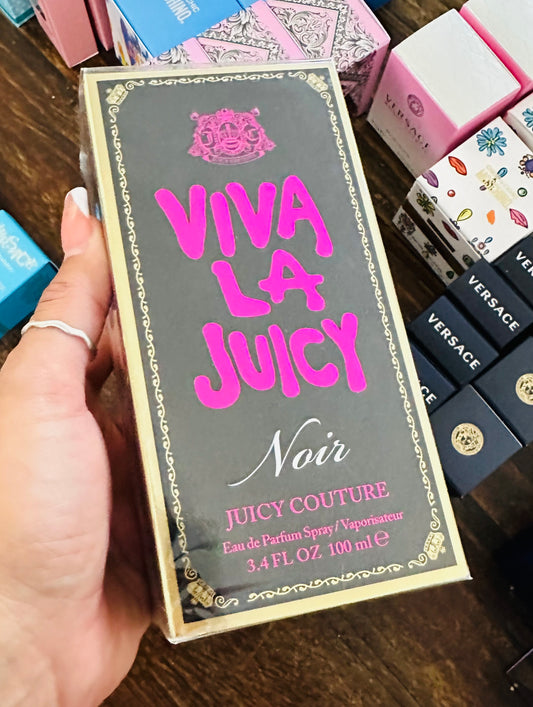 VIVA
LA
JUICY
Noir
JUICY COUTURE
Eau de Parfum Spray / Vaporisateur
3.4 FL OZ 100 ml ℮
VERSACE
VERSACE
VERSACE
VERSACE